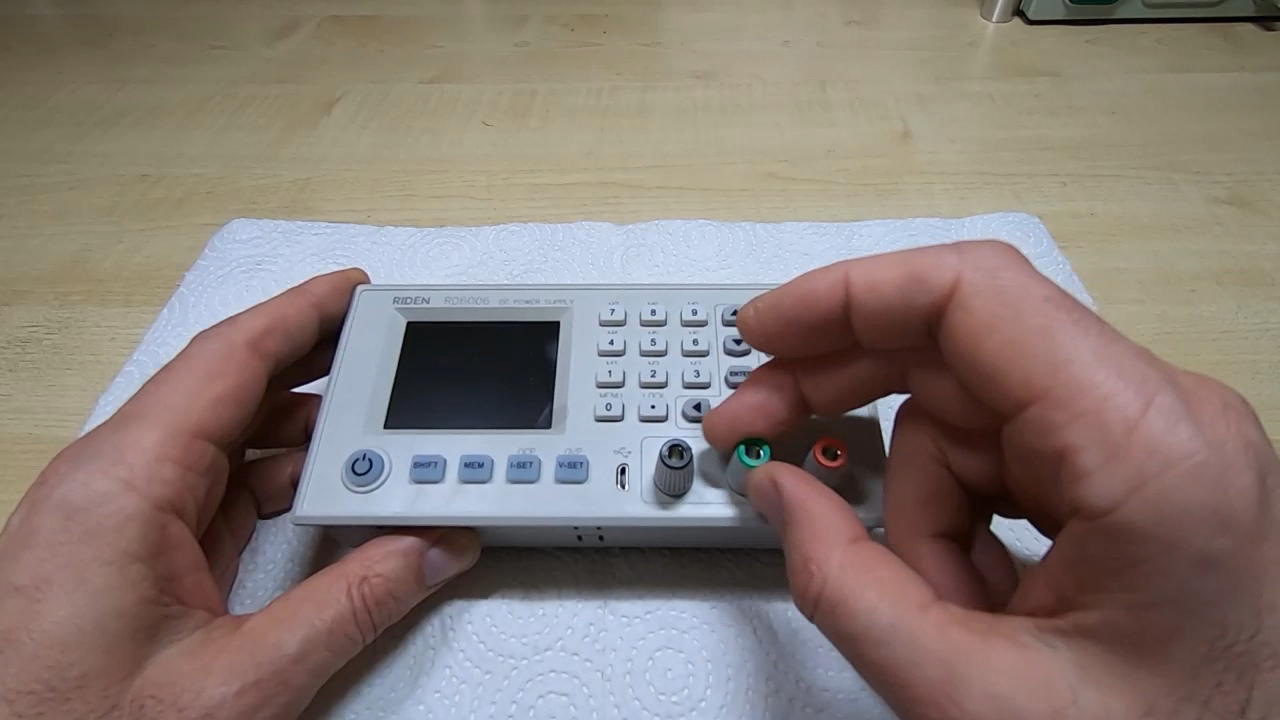 RIDEN RD6006 DC POWER SUPPLY
7 8 9
4 5 6
1 2 3 ENTER
MENU LOCK
0 •
OCP OVP
SHIFT MEM I-SET V-SET